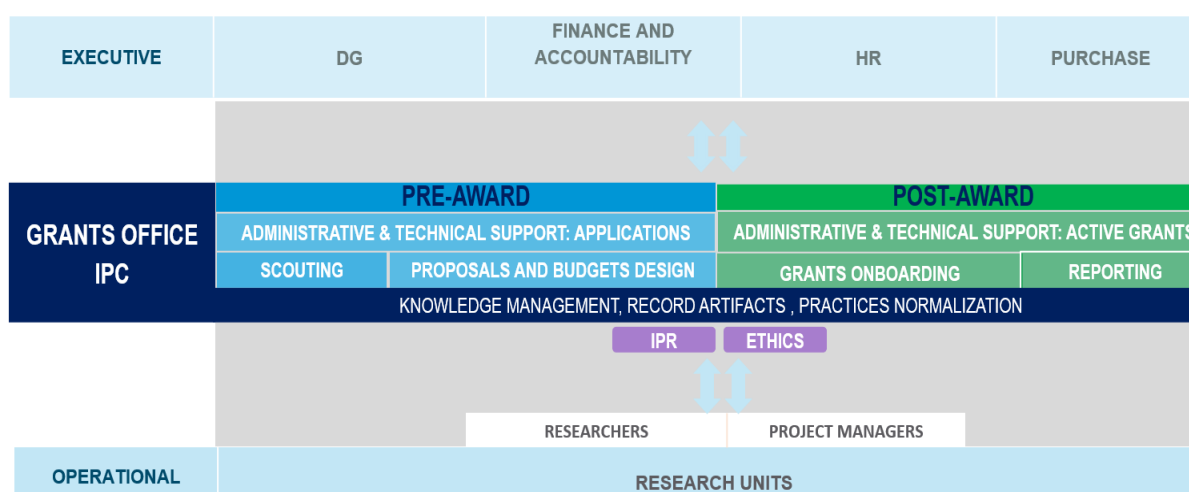 EXECUTIVE
DG
FINANCE AND
ACCOUNTABILITY
HR
PURCHASE
GRANTS OFFICE
IPC
PRE-AWARD
POST-AWARD
ADMINISTRATIVE & TECHNICAL SUPPORT: APPLICATIONS
ADMINISTRATIVE & TECHNICAL SUPPORT: ACTIVE GRANTS
SCOUTING
PROPOSALS AND BUDGETS DESIGN
GRANTS ONBOARDING
REPORTING
KNOWLEDGE MANAGEMENT, RECORD ARTIFACTS , PRACTICES NORMALIZATION
IPR
ETHICS
RESEARCHERS
PROJECT MANAGERS
OPERATIONAL
RESEARCH UNITS